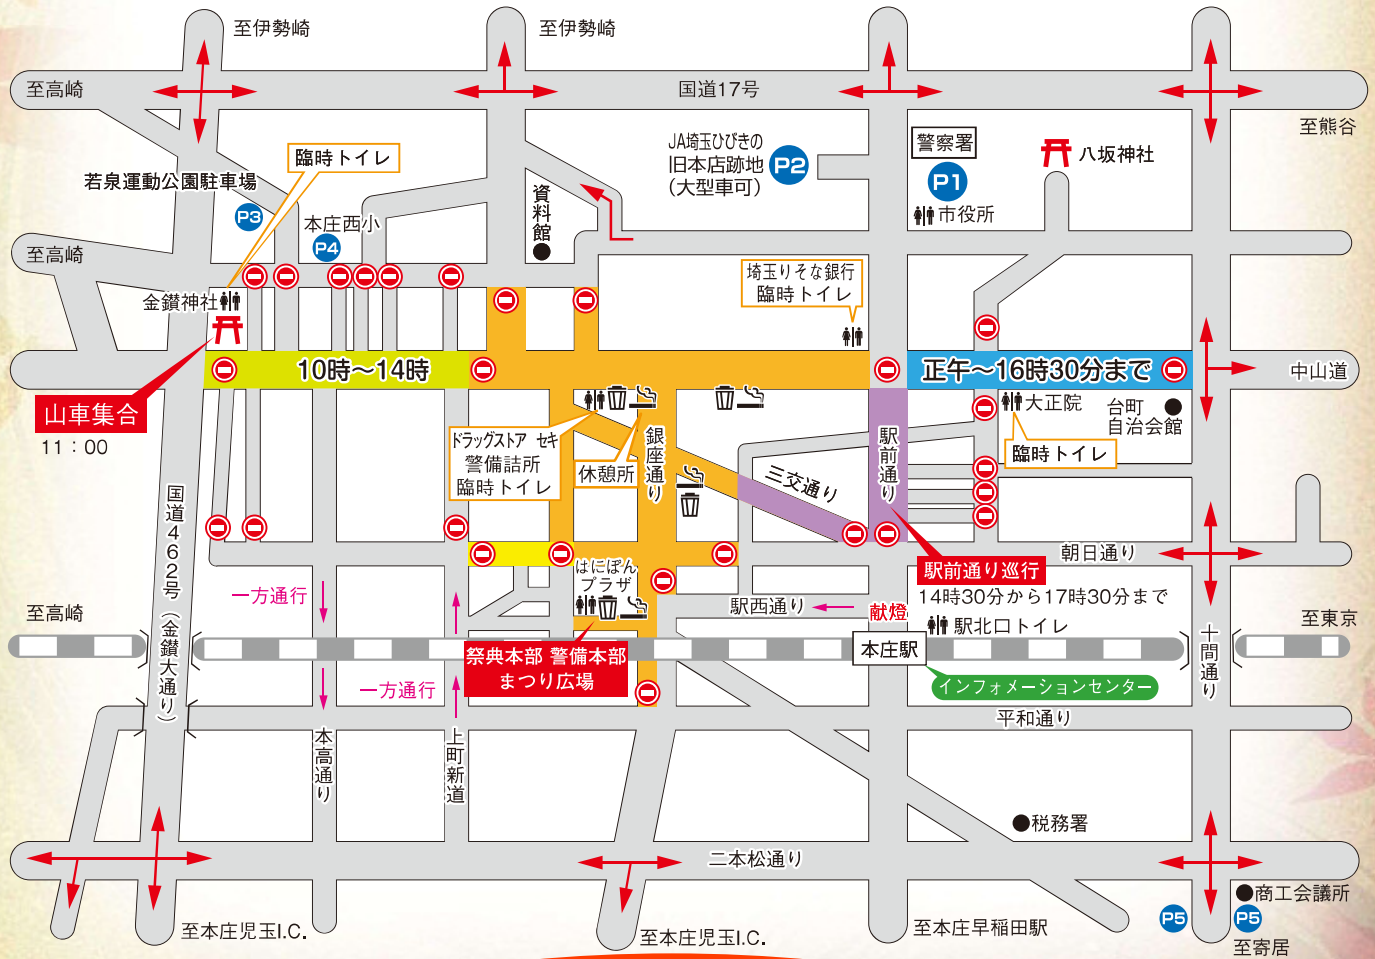 至伊勢崎
至伊勢崎
至高崎
国道17号
至熊谷
JA埼玉ひびきの
旧本店跡地
(大型車可)
P2
警察署
P1
市役所
八坂神社
臨時トイレ
若泉運動公園駐車場
P3
本庄西小
P4
資料館
至高崎
金鑚神社
埼玉りそな銀行
臨時トイレ
10時～14時
正午～16時30分まで
中山道
山車集合
11：00
ドラッグストア セキ
警備詰所
臨時トイレ
休憩所
銀座通り
三交通り
駅前通り
大正院
臨時トイレ
台町
自治会館
国道462号(金鑚大通り)
朝日通り
はにぽん
プラザ
駅前通り巡行
14時30分から17時30分まで
一方通行
駅西通り
献燈
駅北口トイレ
至高崎
至東京
祭典本部 警備本部
まつり広場
本庄駅
インフォメーションセンター
十間通り
一方通行
平和通り
本高通り
上町新道
税務署
二本松通り
商工会議所
P5
P5
至本庄児玉I.C.
至本庄児玉I.C.
至本庄早稲田駅
至寄居